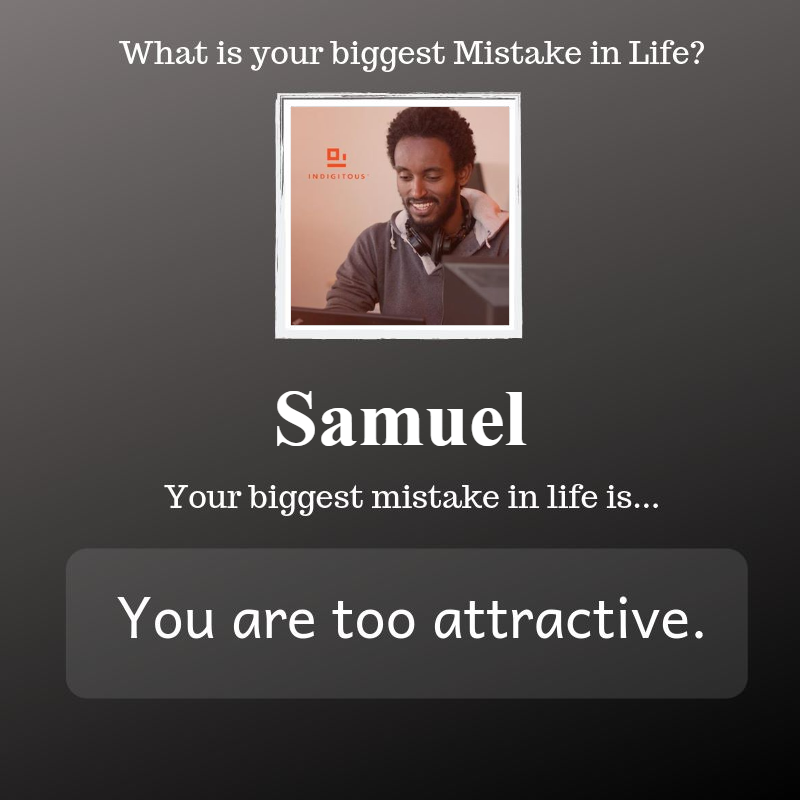 What is your biggest Mistake in Life?
INDIGITOUS
Samuel
Your biggest mistake in life is...
You are too attractive.